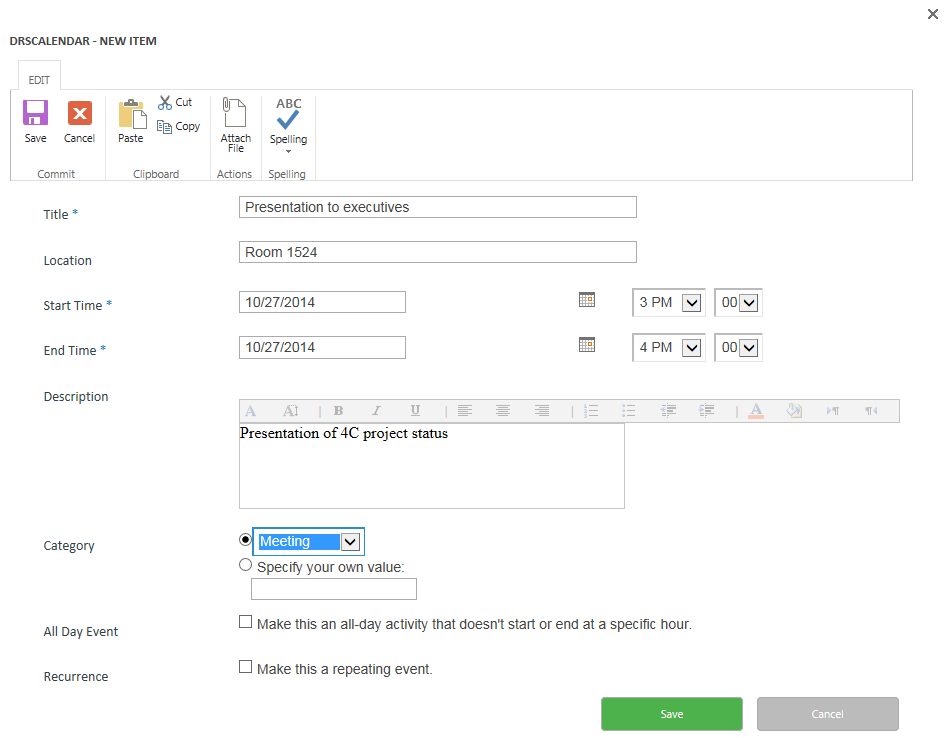 DRSCALENDAR - NEW ITEM
EDIT
Save
Cancel
Paste
Cut
Copy
Attach
File
ABC
Spelling
Commit
Clipboard
Actions
Spelling
Title *
Presentation to executives
Location
Room 1524
Start Time *
10/27/2014
3 PM
00
End Time *
10/27/2014
4 PM
00
Description
A A B I U A
Presentation of 4C project status
Category
Meeting
Specify your own value:
All Day Event
Make this an all-day activity that doesn't start or end at a specific hour.
Recurrence
Make this a repeating event.
Save
Cancel